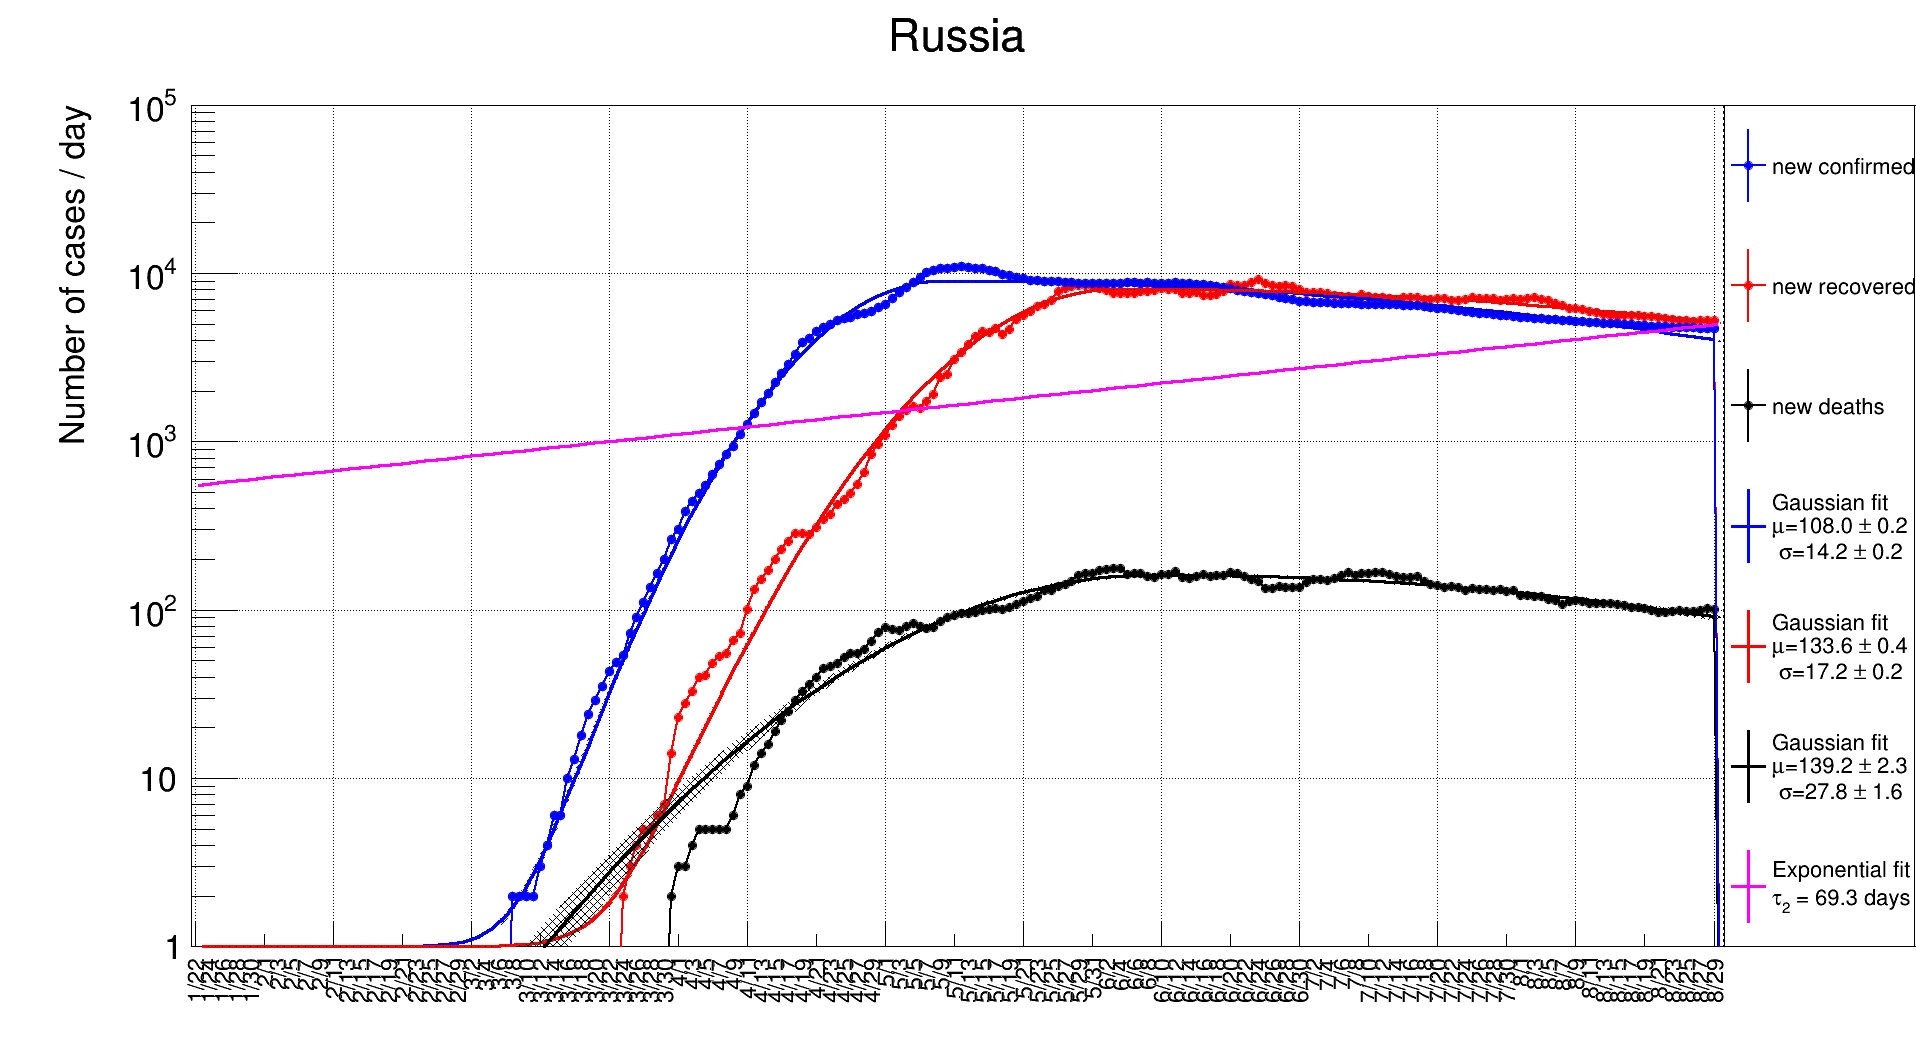 Russia
Number of cases / day
10^5
10^4
10^3
10^2
10
1
1/22 1/24 1/26 1/28 1/30 2/1 2/3 2/5 2/7 2/9 2/11 2/13 2/15 2/17 2/19 2/21 2/23 2/25 2/27 2/29 3/2 3/4 3/6 3/8 3/10 3/12 3/14 3/16 3/18 3/20 3/22 3/24 3/26 3/28 3/30 4/1 4/3 4/5 4/7 4/9 4/11 4/13 4/15 4/17 4/19 4/21 4/23 4/25 4/27 4/29 5/1 5/3 5/5 5/7 5/9 5/11 5/13 5/15 5/17 5/19 5/21 5/23 5/25 5/27 5/29 5/31 6/2 6/4 6/6 6/8 6/10 6/12 6/14 6/16 6/18 6/20 6/22 6/24 6/26 6/28 6/30 7/2 7/4 7/6 7/8 7/10 7/12 7/14 7/16 7/18 7/20 7/22 7/24 7/26 7/28 7/30 8/1 8/3 8/5 8/7 8/9 8/11 8/13 8/15 8/17 8/19 8/21 8/23 8/25 8/27 8/29
new confirmed
new recovered
new deaths
Gaussian fit
μ=108.0 ± 0.2
σ=14.2 ± 0.2
Gaussian fit
μ=133.6 ± 0.4
σ=17.2 ± 0.2
Gaussian fit
μ=139.2 ± 2.3
σ=27.8 ± 1.6
Exponential fit
τ₂ = 69.3 days